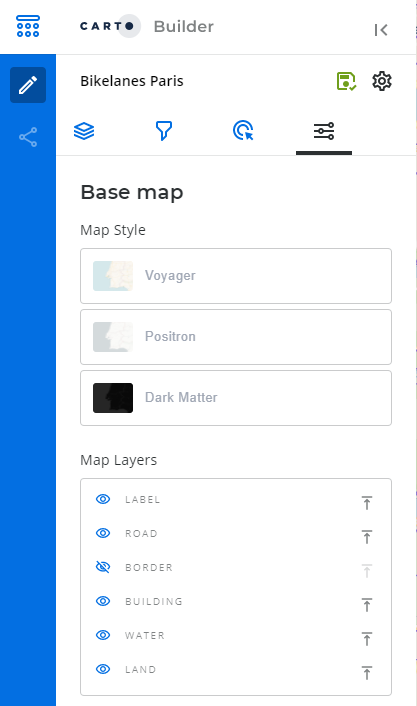 CARTO Builder
Bikelanes Paris
Base map
Map Style
Voyager
Positron
Dark Matter
Map Layers
LABEL
ROAD
BORDER
BUILDING
WATER
LAND